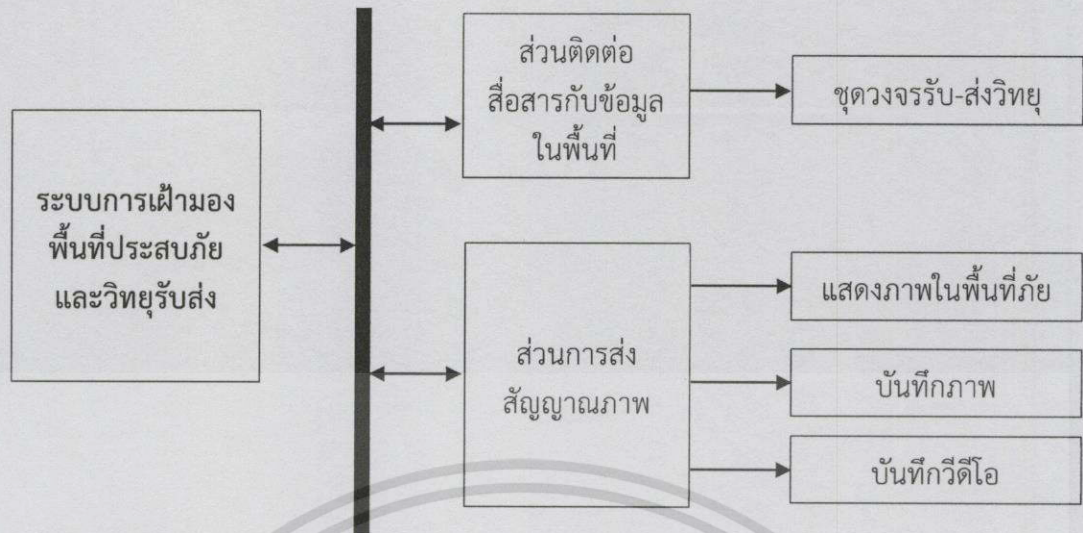 ระบบการเฝ้ามอง
พื้นที่ประสบภัย
และวิทยุรับส่ง
ส่วนติดต่อ
สื่อสารกับข้อมูล
ในพื้นที่
ชุดวงจรรับ-ส่งวิทยุ
ส่วนการส่ง
สัญญาณภาพ
แสดงภาพในพื้นที่ภัย
บันทึกภาพ
บันทึกวีดีโอ